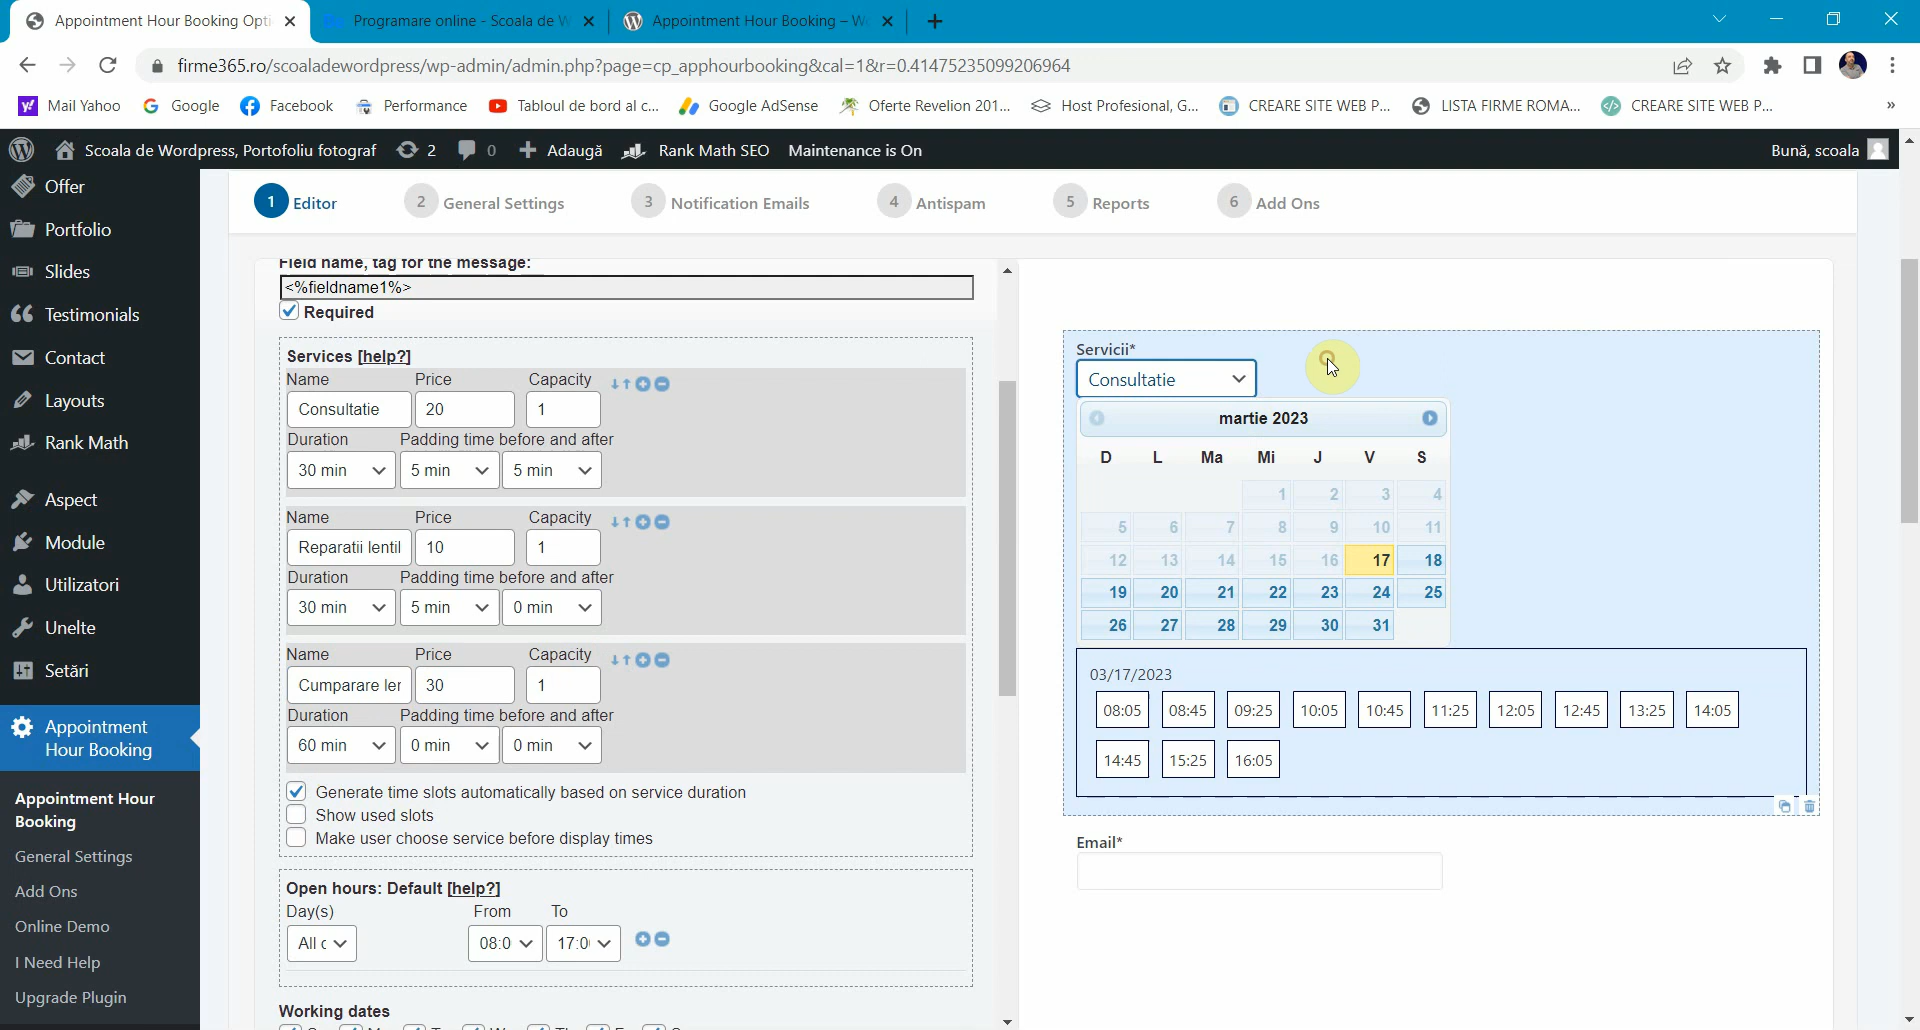 Appointment Hour Booking Opti
Programare online - Scoala de W
Appointment Hour Booking – We
firme365.ro/scoaladewordpress/wp-admin/admin.php?page=cp_apphourbooking&cal=1&r=0.41475235099206964
Mail Yahoo
Google
Facebook
Performance
Tabloul de bord al c...
Google AdSense
Oferte Revelion 201...
Host Profesional, G...
CREARE SITE WEB P...
LISTA FIRME ROMA...
CREARE SITE WEB P...
»
Scoala de Wordpress, Portofoliu fotograf
2
0
Adaugă
Rank Math SEO
Maintenance is On
Bună, scoala
Offer
Portfolio
Slides
Testimonials
Contact
Layouts
Rank Math
Aspect
Module
Utilizatori
Unelte
Setări
Appointment
Hour Booking
Appointment Hour
Booking
General Settings
Add Ons
Online Demo
I Need Help
Upgrade Plugin
1 Editor
2 General Settings
3 Notification Emails
4 Antispam
5 Reports
6 Add Ons
Field name, tag for the message:
<%fieldname1%>
Required
Services [help?]
Name Price Capacity
Consultatie 20 1
Duration Padding time before and after
30 min 5 min 5 min
Name Price Capacity
Reparatii lentil 10 1
Duration Padding time before and after
30 min 5 min 0 min
Name Price Capacity
Cumparare ler 30 1
Duration Padding time before and after
60 min 0 min 0 min
Generate time slots automatically based on service duration
Show used slots
Make user choose service before display times
Open hours: Default [help?]
Day(s) From To
All c 08:0 17:0
Working dates
Servicii*
Consultatie
martie 2023
D L Ma Mi J V S
1 2 3 4
5 6 7 8 9 10 11
12 13 14 15 16 17 18
19 20 21 22 23 24 25
26 27 28 29 30 31
03/17/2023
08:05 08:45 09:25 10:05 10:45 11:25 12:05 12:45 13:25 14:05
14:45 15:25 16:05
Email*